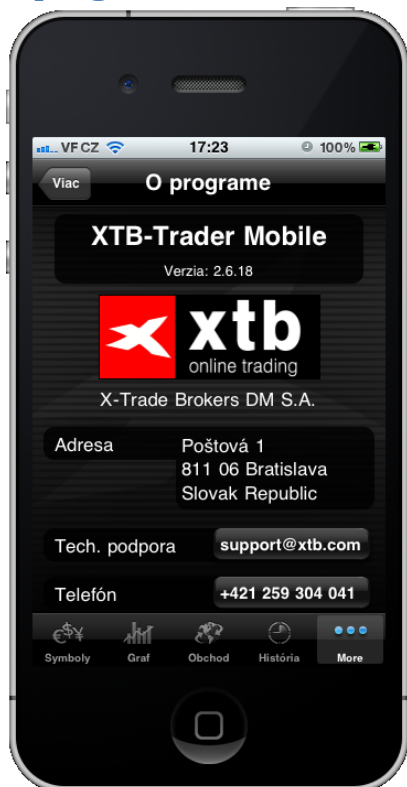 VF CZ 17:23 100%
Viac O programe
XTB-Trader Mobile
Verzia: 2.6.18
xtb
online trading
X-Trade Brokers DM S.A.
Adresa Poštová 1
811 06 Bratislava
Slovak Republic
Tech. podpora support@xtb.com
Telefón +421 259 304 041
€$¥
Symboly Graf Obchod História More